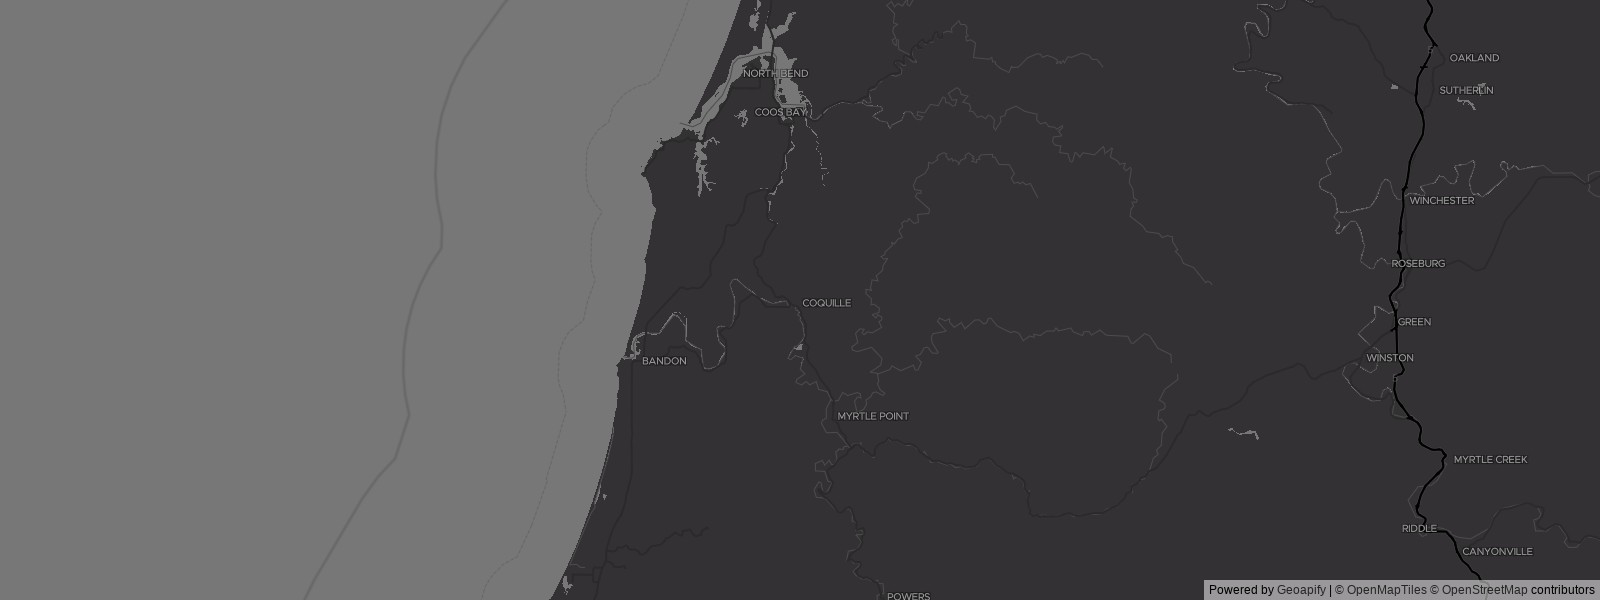 OAKLAND
NORTH BEND
SUTHERLIN
COOS BAY
WINCHESTER
ROSEBURG
COQUILLE
GREEN
WINSTON
BANDON
MYRTLE POINT
MYRTLE CREEK
RIDDLE
CANYONVILLE
POWERS
Powered by Geoapify | © OpenMapTiles © OpenStreetMap contributors